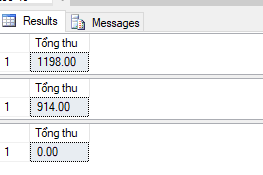 Results Messages
Tổng thu
1 1198.00
Tổng thu
1 914.00
Tổng thu
1 0.00